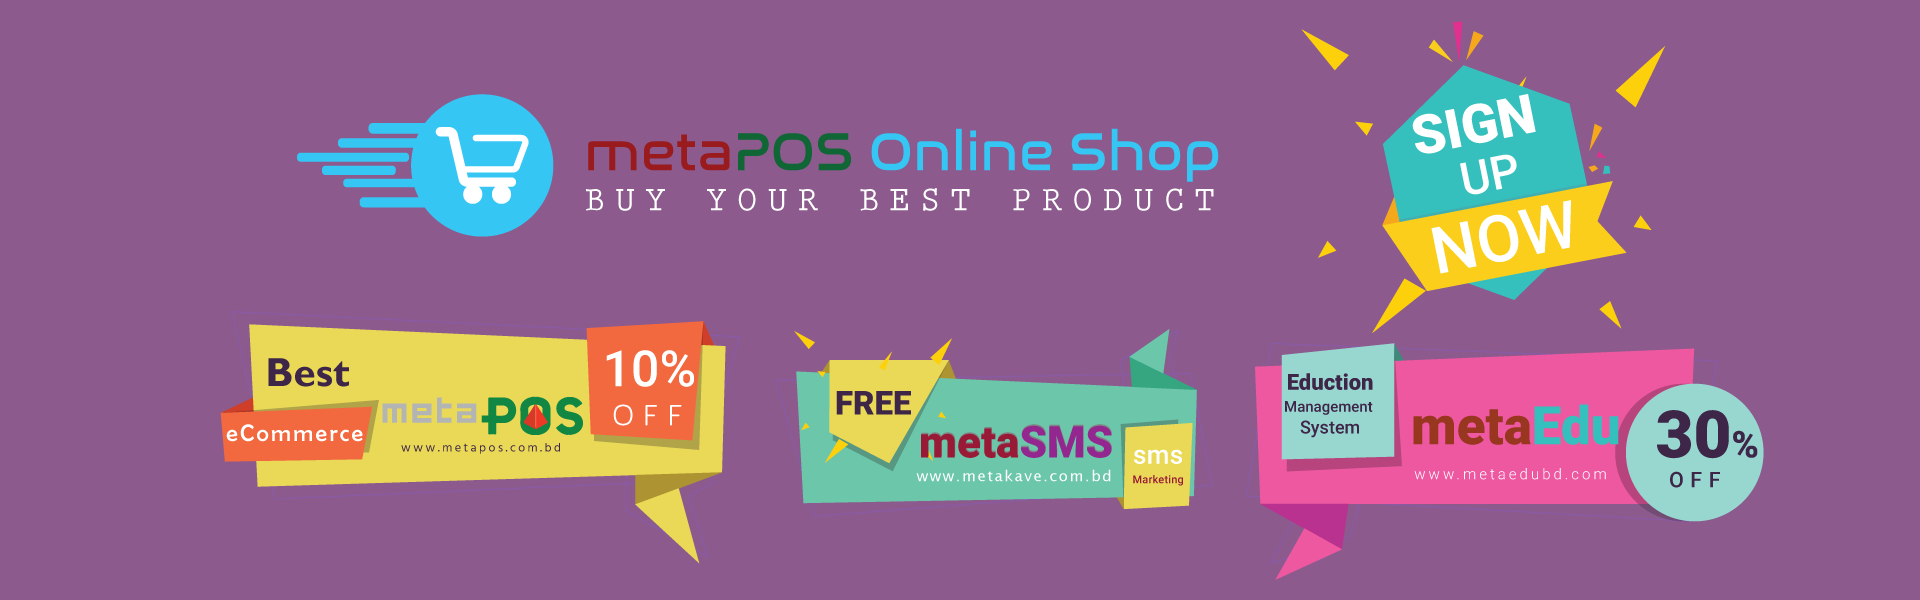 metaPOS Online Shop
BUY YOUR BEST PRODUCT
SIGN
UP
NOW
Best
eCommerce
metaPOS
www.metapos.com.bd
10%
OFF
FREE
metaSMS
www.metakave.com.bd
sms
Marketing
Eduction
Management
System
metaEdu
www.metaedubd.com
30%
OFF